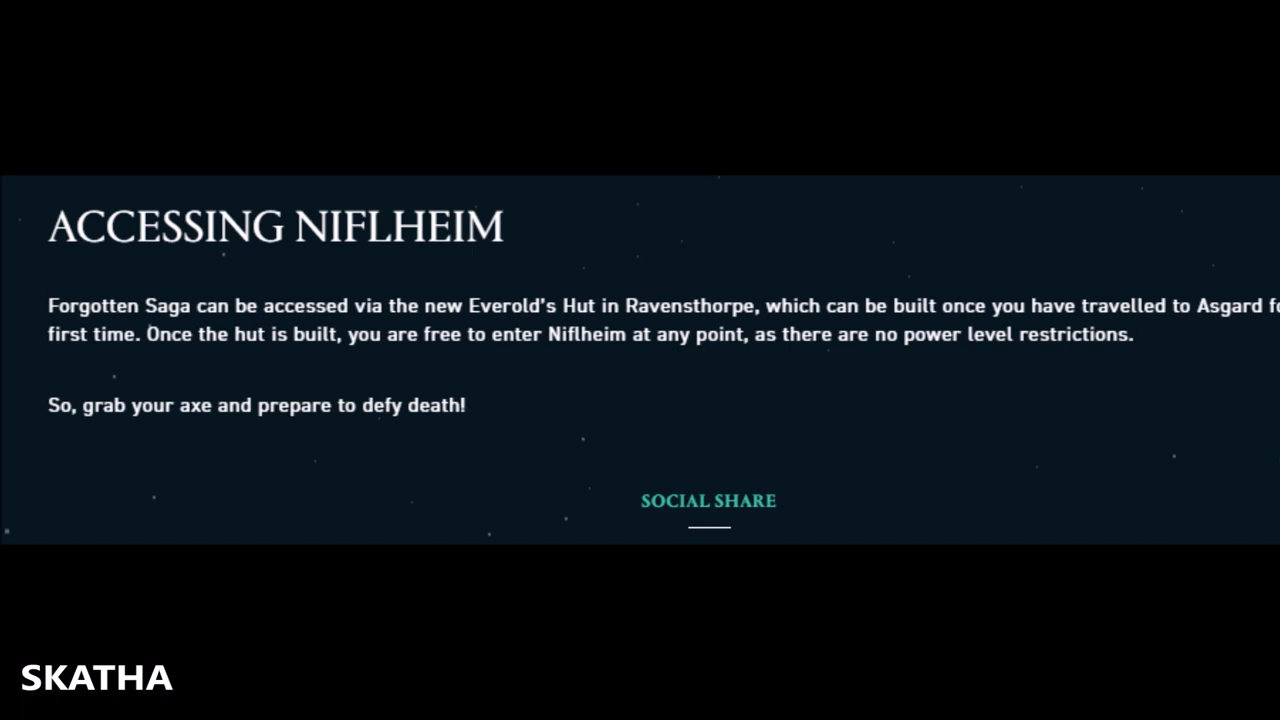 ACCESSING NIFLHEIM
Forgotten Saga can be accessed via the new Everold's Hut in Ravensthorpe, which can be built once you have travelled to Asgard
first time. Once the hut is built, you are free to enter Niflheim at any point, as there are no power level restrictions.
So, grab your axe and prepare to defy death!
SOCIAL SHARE
SKATHA